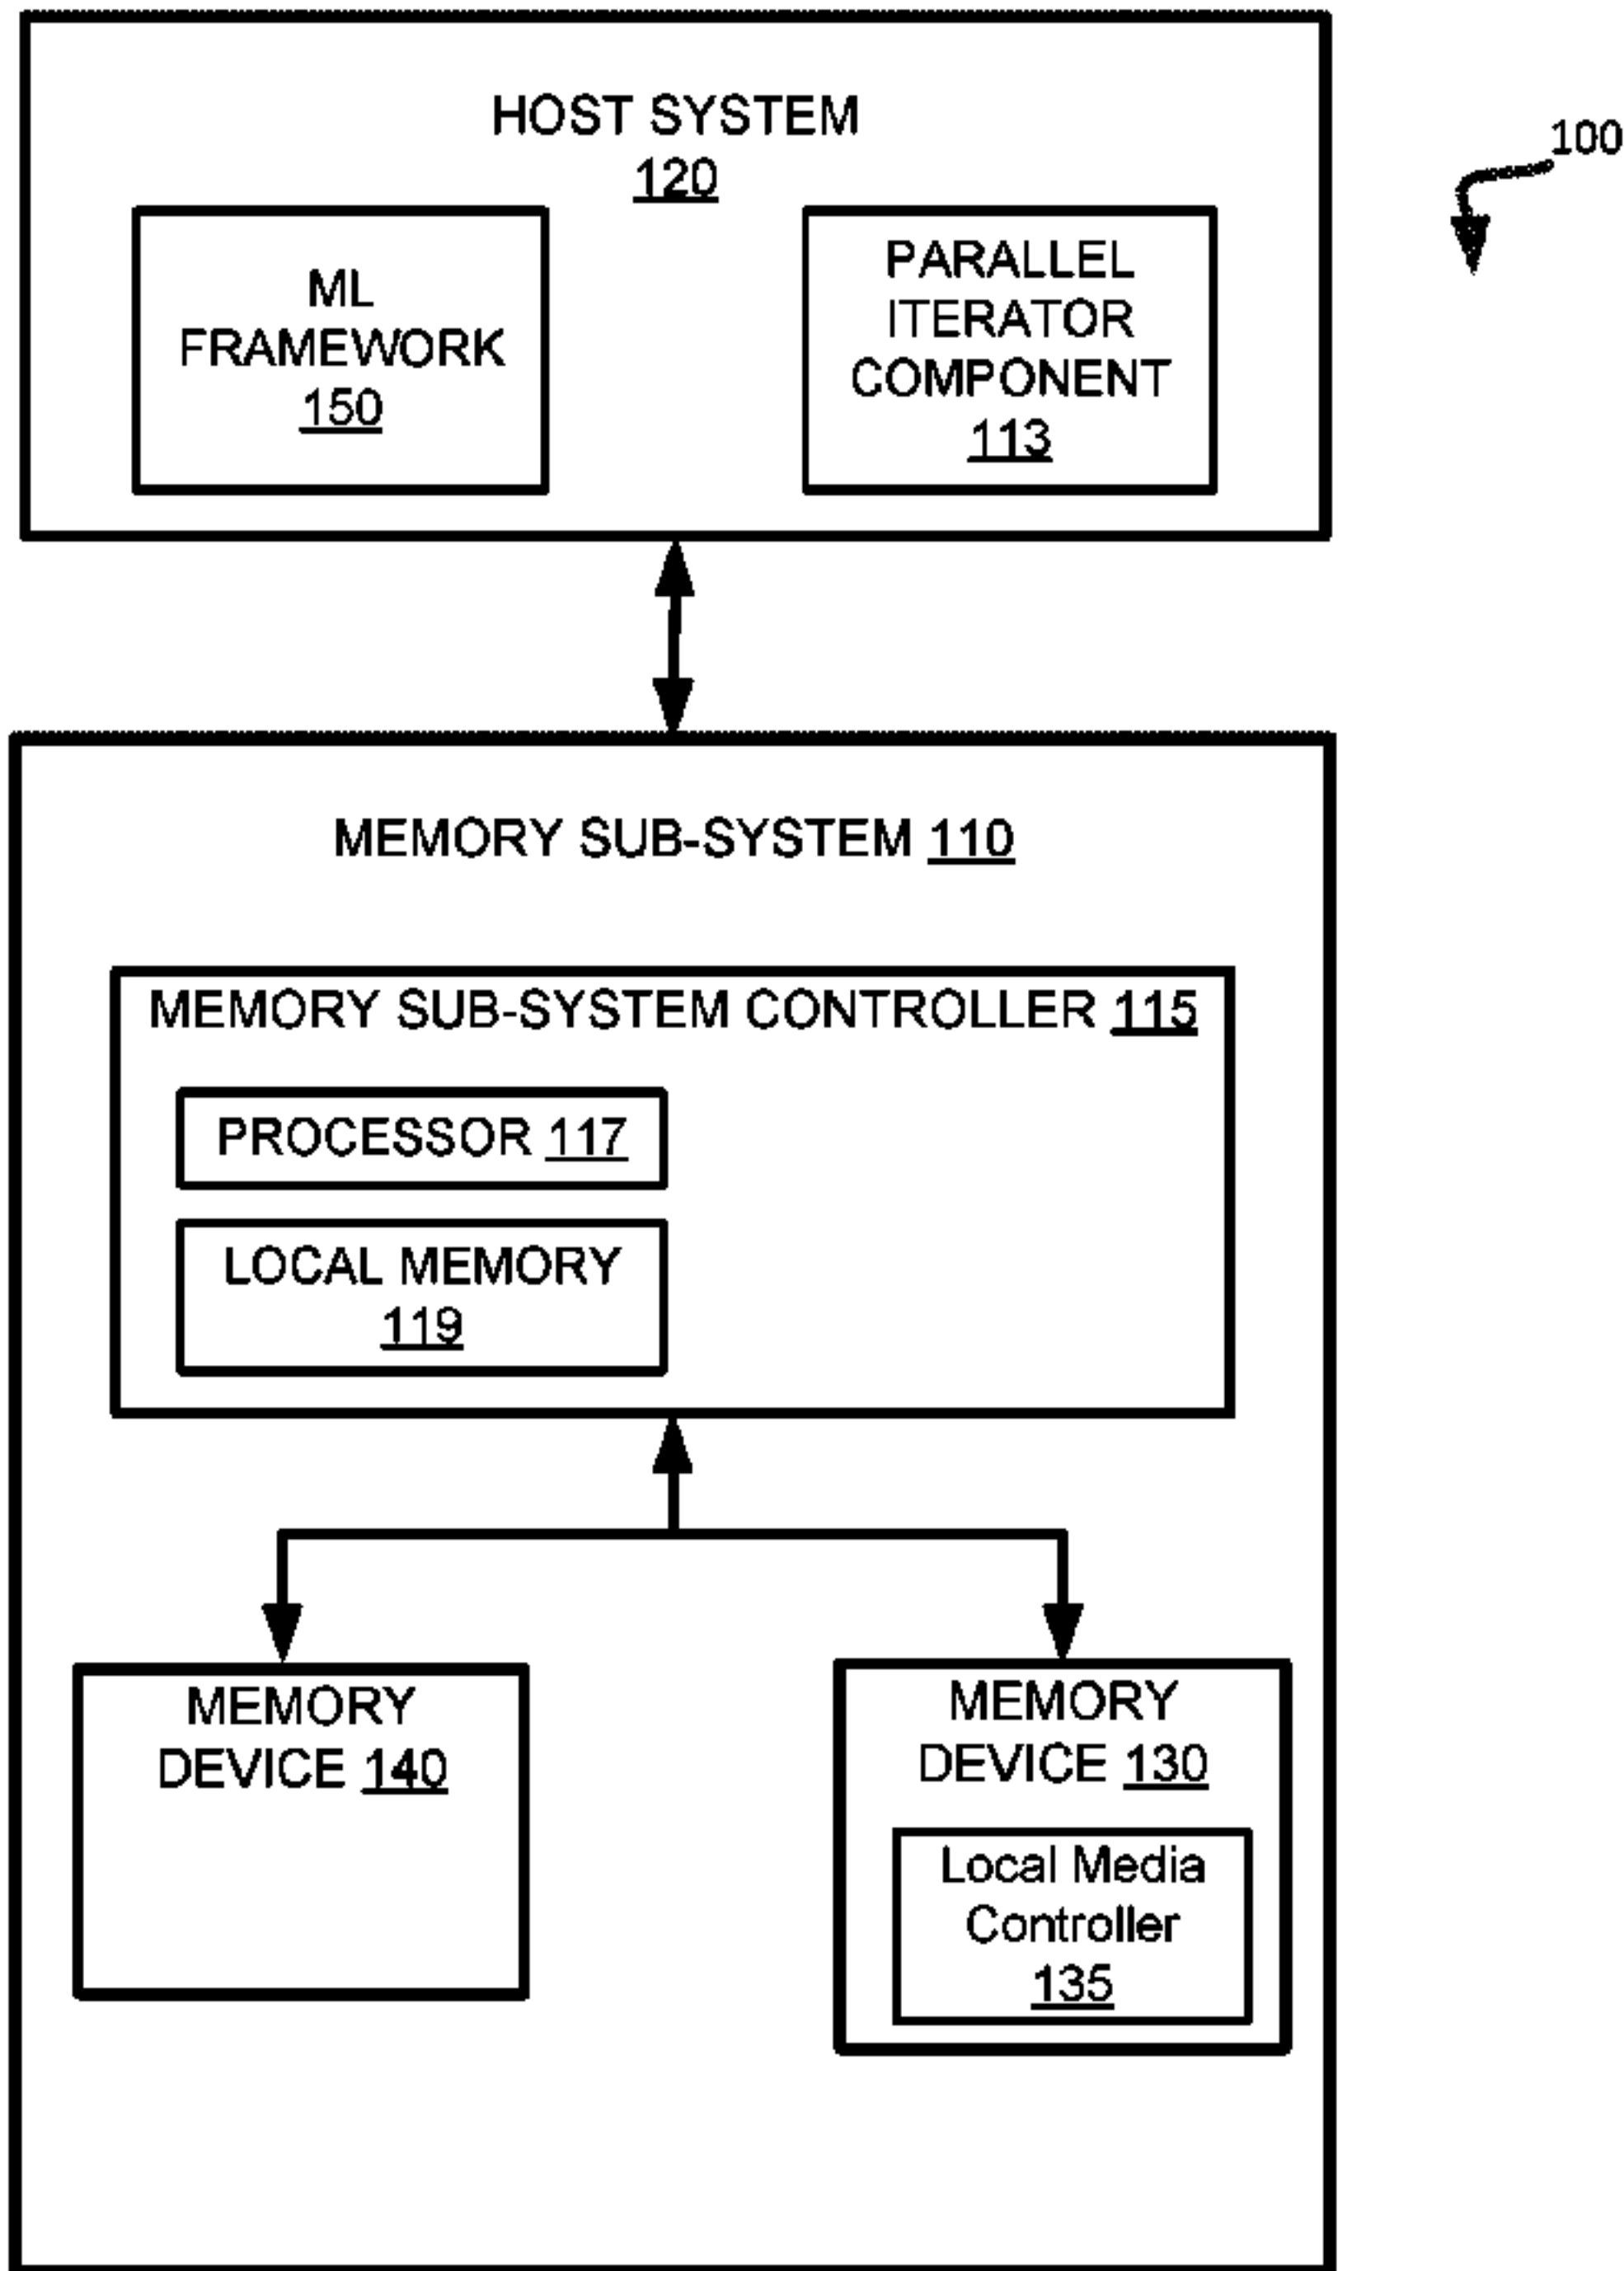 HOST SYSTEM
120
100
ML
FRAMEWORK
150
PARALLEL
ITERATOR
COMPONENT
113
MEMORY SUB-SYSTEM 110
MEMORY SUB-SYSTEM CONTROLLER 115
PROCESSOR 117
LOCAL MEMORY
119
MEMORY
DEVICE 140
MEMORY
DEVICE 130
Local Media
Controller
135